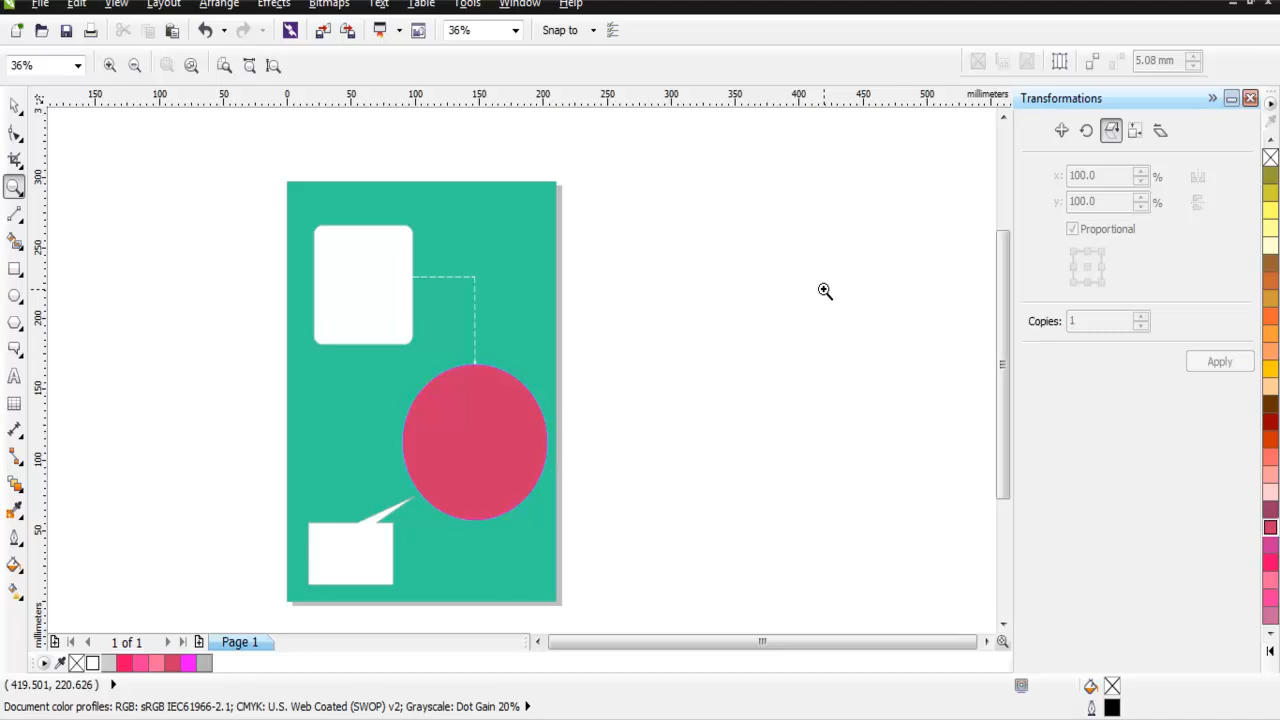 File Edit View Layout Arrange Effects Bitmaps Text Table Tools Window Help
36% Snap to
36% 5.08 mm
150 100 50 0 50 100 150 200 250 300 350 400 450 500 millimeters
Transformations
300
250
200
150
100
50
millimeters
x: 100.0 %
y: 100.0 %
Proportional
Copies: 1
Apply
1 of 1 Page 1
( 419.501, 220.626 )
Document color profiles: RGB: sRGB IEC61966-2.1; CMYK: U.S. Web Coated (SWOP) v2; Grayscale: Dot Gain 20%